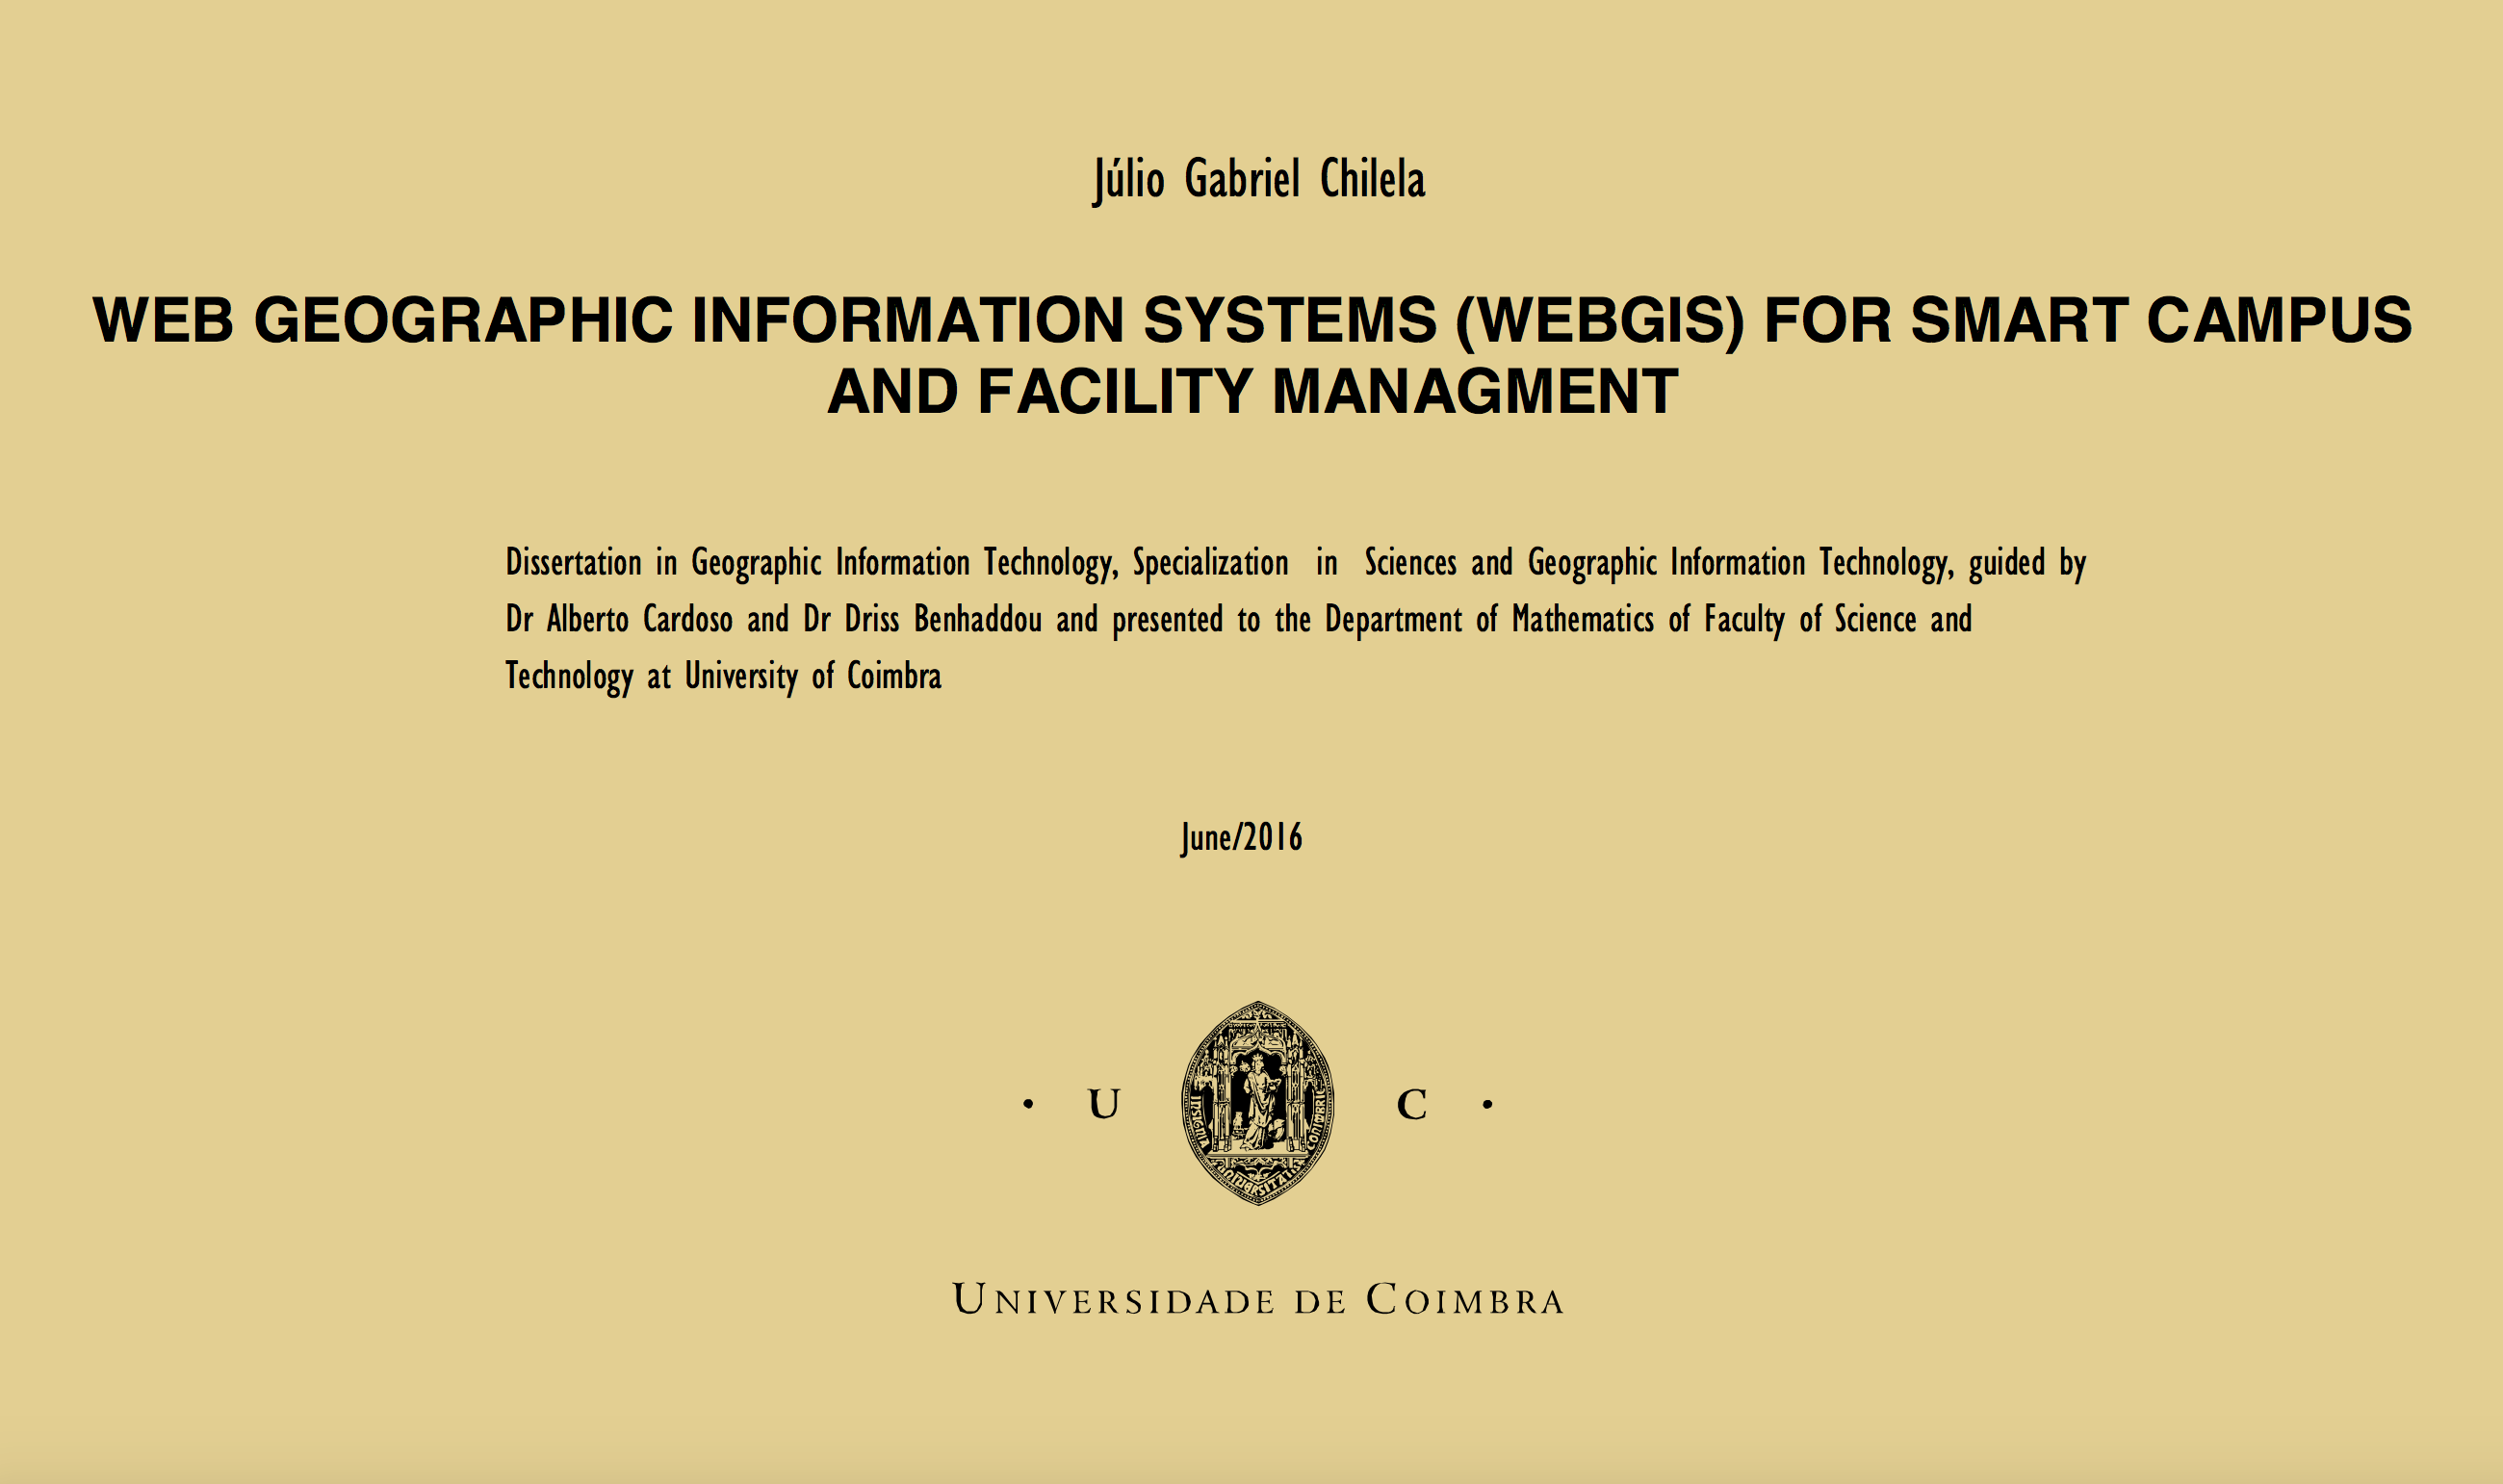 Júlio Gabriel Chilela
WEB GEOGRAPHIC INFORMATION SYSTEMS (WEBGIS) FOR SMART CAMPUS
AND FACILITY MANAGMENT
Dissertation in Geographic Information Technology, Specialization in Sciences and Geographic Information Technology, guided by
Dr Alberto Cardoso and Dr Driss Benhaddou and presented to the Department of Mathematics of Faculty of Science and
Technology at University of Coimbra
June/2016
· U C ·
INSIGNIA UNIVERSITATIS CONIMBRIG
UNIVERSIDADE DE COIMBRA